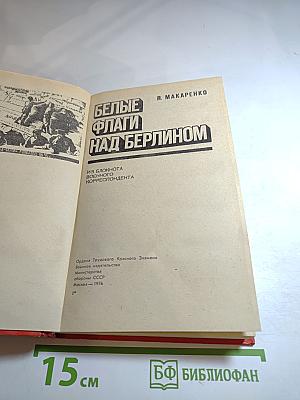 Я. МАКАРЕНКО
БЕЛЫЕ
ФЛАГИ
НАД БЕРЛИНОМ
ИЗ БЛОКНОТА
ВОЕННОГО
КОРРЕСПОНДЕНТА
Ордена Трудового Красного Знамени
Военное издательство
Министерства
обороны СССР
Москва — 1976
15 см
БФ БИБЛИОФАН